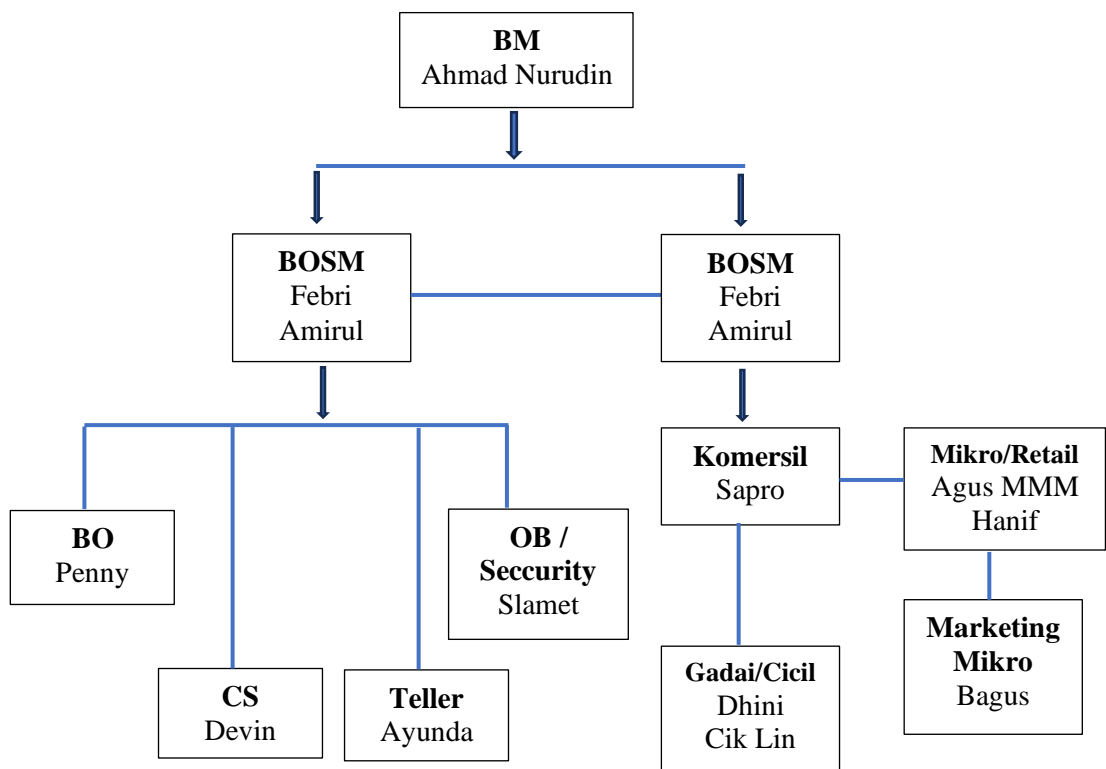 BM
Ahmad Nurudin
BOSM
Febri
Amirul
BOSM
Febri
Amirul
BO
Penny
CS
Devin
Teller
Ayunda
OB /
Seccurity
Slamet
Komersil
Sapro
Mikro/Retail
Agus MMM
Hanif
Gadai/Cicil
Dhini
Cik Lin
Marketing
Mikro
Bagus